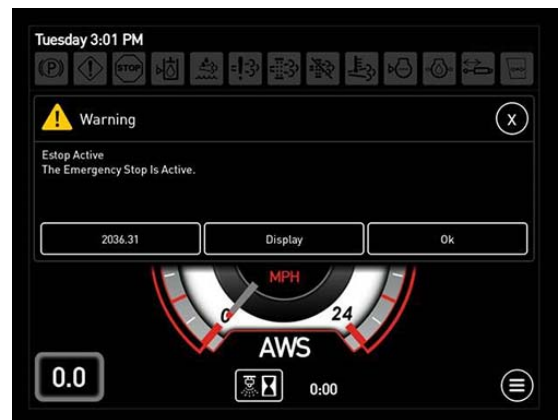 Tuesday 3:01 PM
STOP
Warning
X
Estop Active
The Emergency Stop Is Active.
2036.31 Display Ok
MPH
0 24
AWS
0.0 0:00